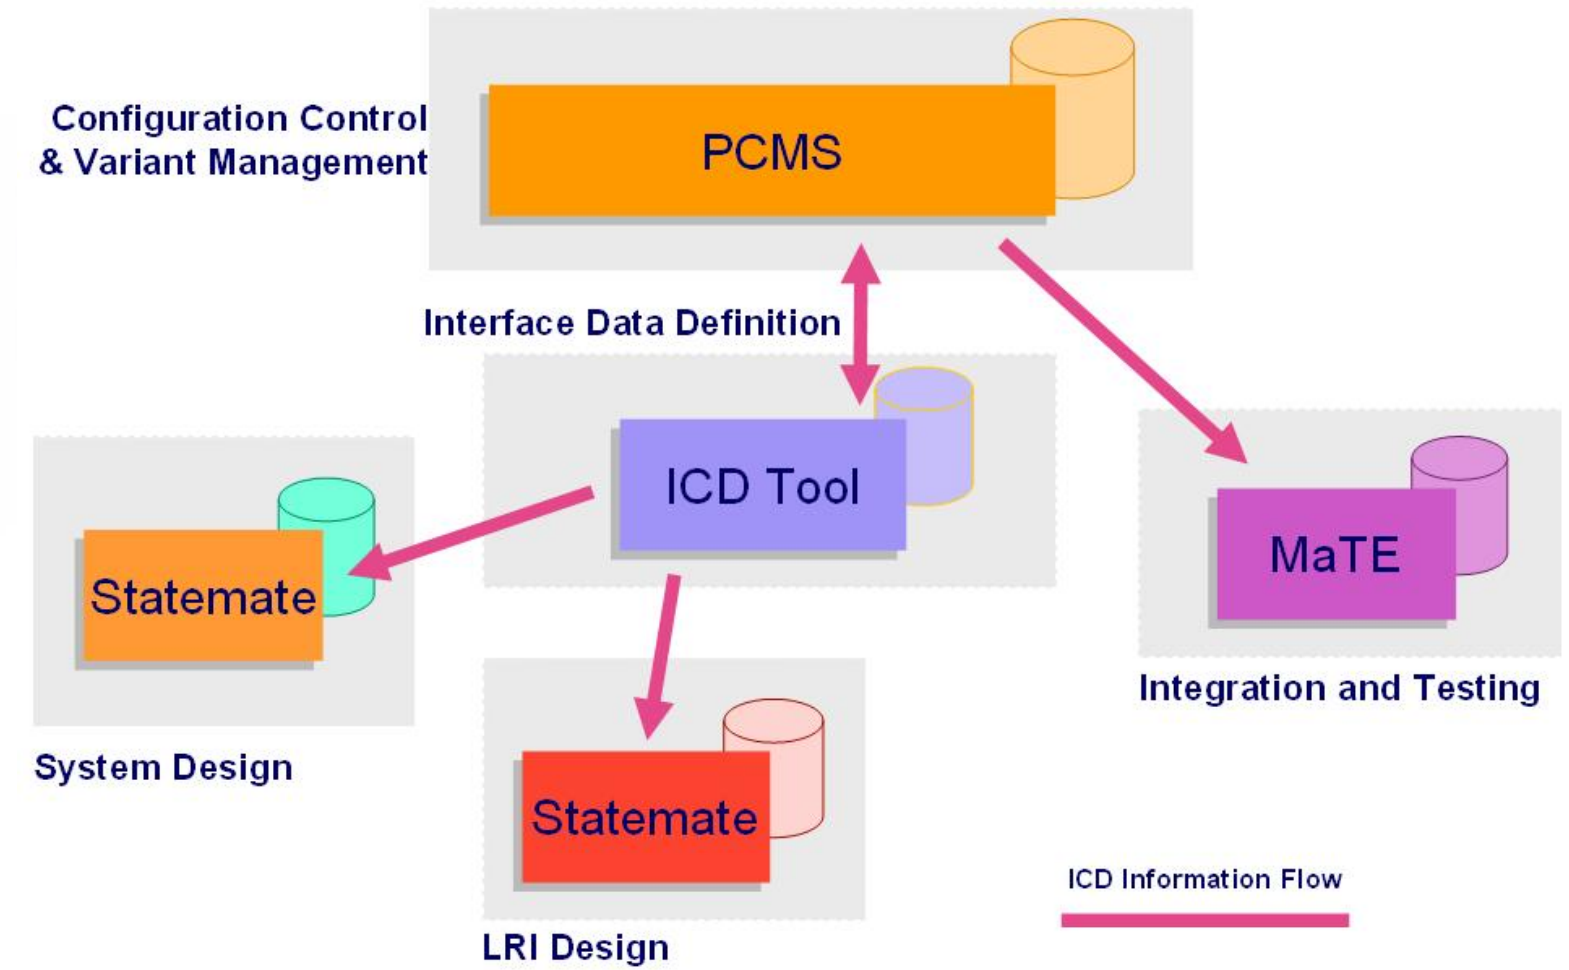 Configuration Control
& Variant Management
PCMS
Interface Data Definition
ICD Tool
Statemate
MaTE
Integration and Testing
System Design
Statemate
ICD Information Flow
LRI Design